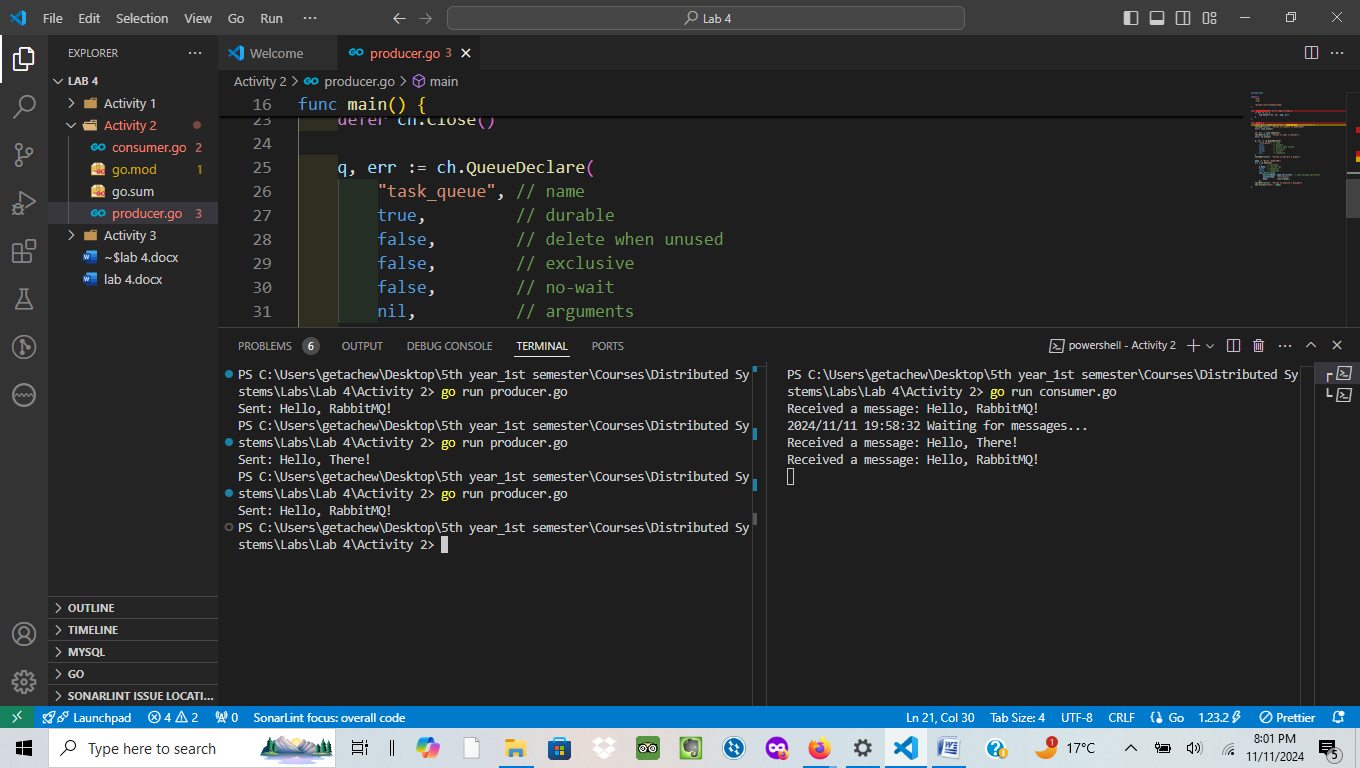 File Edit Selection View Go Run ··· Lab 4
EXPLORER ···
LAB 4
Activity 1
Activity 2
consumer.go 2
go.mod 1
go.sum
producer.go 3
Activity 3
~$lab 4.docx
lab 4.docx
OUTLINE
TIMELINE
MYSQL
GO
SONARLINT ISSUE LOCATI...
Welcome producer.go 3
Activity 2 > producer.go > main
16 func main() {
23 defer ch.Close()
24
25 q, err := ch.QueueDeclare(
26 "task_queue", // name
27 true, // durable
28 false, // delete when unused
29 false, // exclusive
30 false, // no-wait
31 nil, // arguments
PROBLEMS 6 OUTPUT DEBUG CONSOLE TERMINAL PORTS powershell - Activity 2
PS C:\Users\getachew\Desktop\5th year_1st semester\Courses\Distributed Sy
stems\Labs\Lab 4\Activity 2> go run producer.go
Sent: Hello, RabbitMQ!
PS C:\Users\getachew\Desktop\5th year_1st semester\Courses\Distributed Sy
stems\Labs\Lab 4\Activity 2> go run producer.go
Sent: Hello, There!
PS C:\Users\getachew\Desktop\5th year_1st semester\Courses\Distributed Sy
stems\Labs\Lab 4\Activity 2> go run producer.go
Sent: Hello, RabbitMQ!
PS C:\Users\getachew\Desktop\5th year_1st semester\Courses\Distributed Sy
stems\Labs\Lab 4\Activity 2>
PS C:\Users\getachew\Desktop\5th year_1st semester\Courses\Distributed Sy
stems\Labs\Lab 4\Activity 2> go run consumer.go
Received a message: Hello, RabbitMQ!
2024/11/11 19:58:32 Waiting for messages...
Received a message: Hello, There!
Received a message: Hello, RabbitMQ!
Launchpad 4 2 0 SonarLint focus: overall code Ln 21, Col 30 Tab Size: 4 UTF-8 CRLF Go 1.23.2 Prettier
Type here to search 1 17°C 8:01 PM
11/11/2024 5